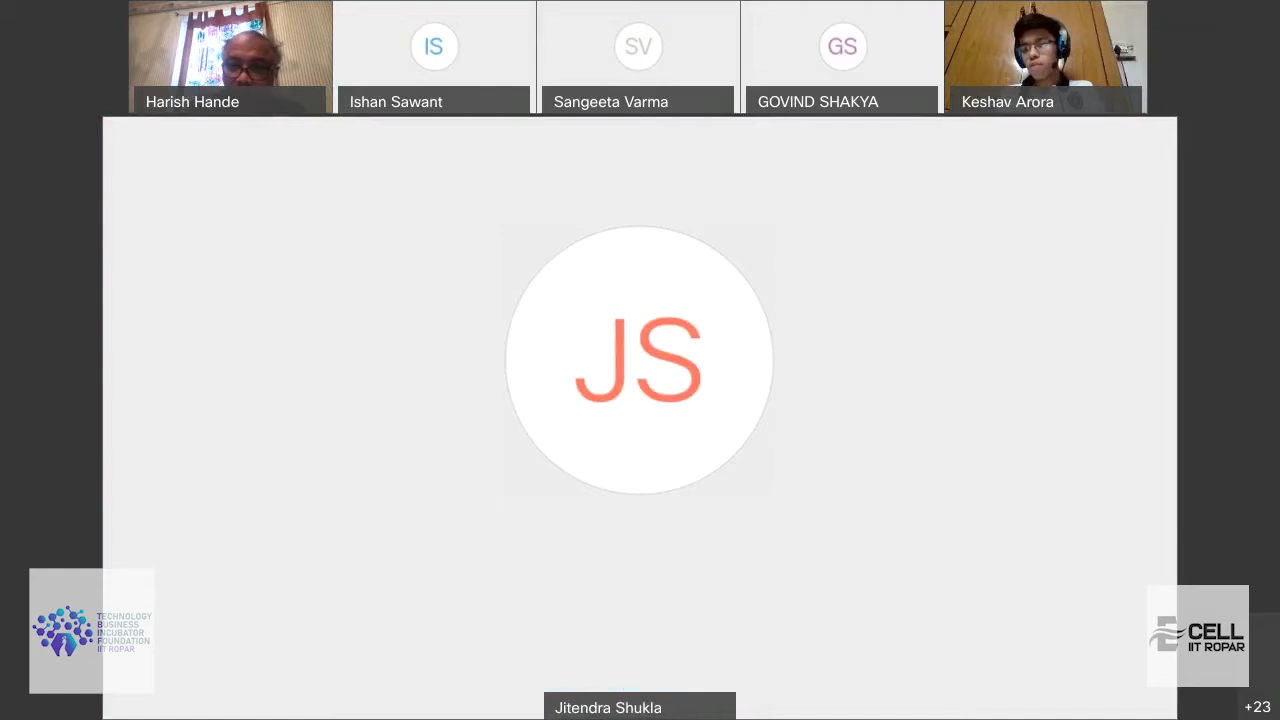 IS
SV
GS
Harish Hande
Ishan Sawant
Sangeeta Varma
GOVIND SHAKYA
Keshav Arora
JS
TECHNOLOGY
BUSINESS
INCUBATOR
FOUNDATION
IIT ROPAR
E CELL
IIT ROPAR
Jitendra Shukla
+23